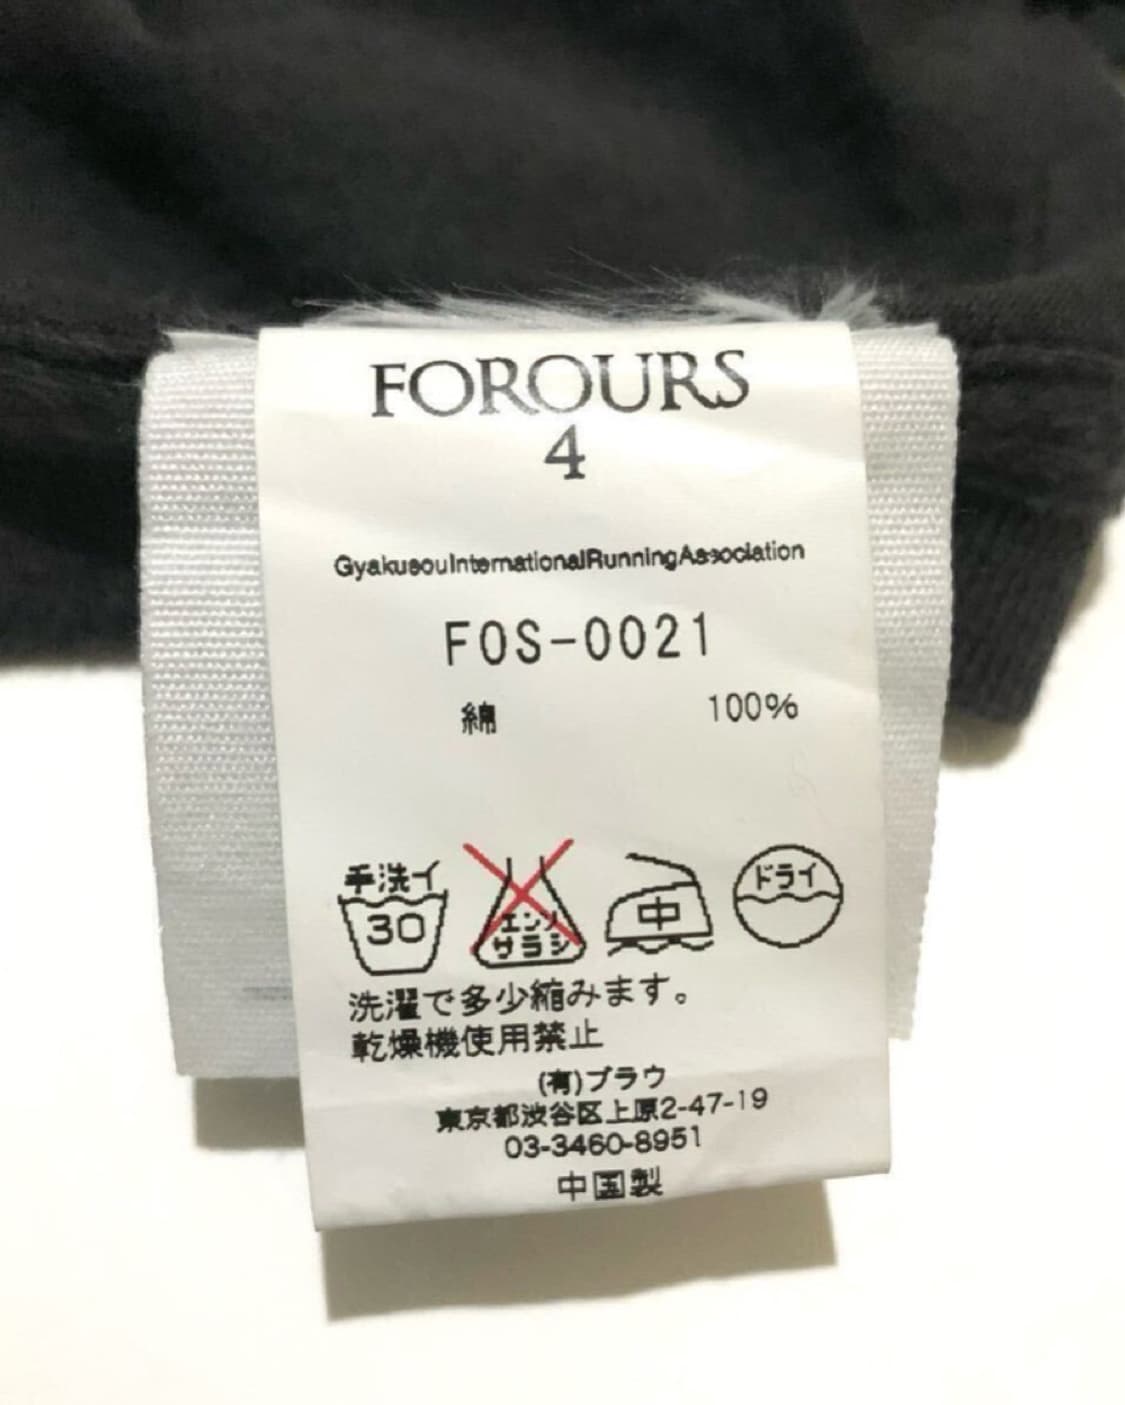 FOROURS
4
GyakusouInternationalRunningAssociation
FOS-0021
綿 100%
手洗イ ドライ
30 エンソ 中
サラシ
洗濯で多少縮みます。
乾燥機使用禁止
(有)ブラウ
東京都渋谷区上原2-47-19
03-3460-8951
中国製